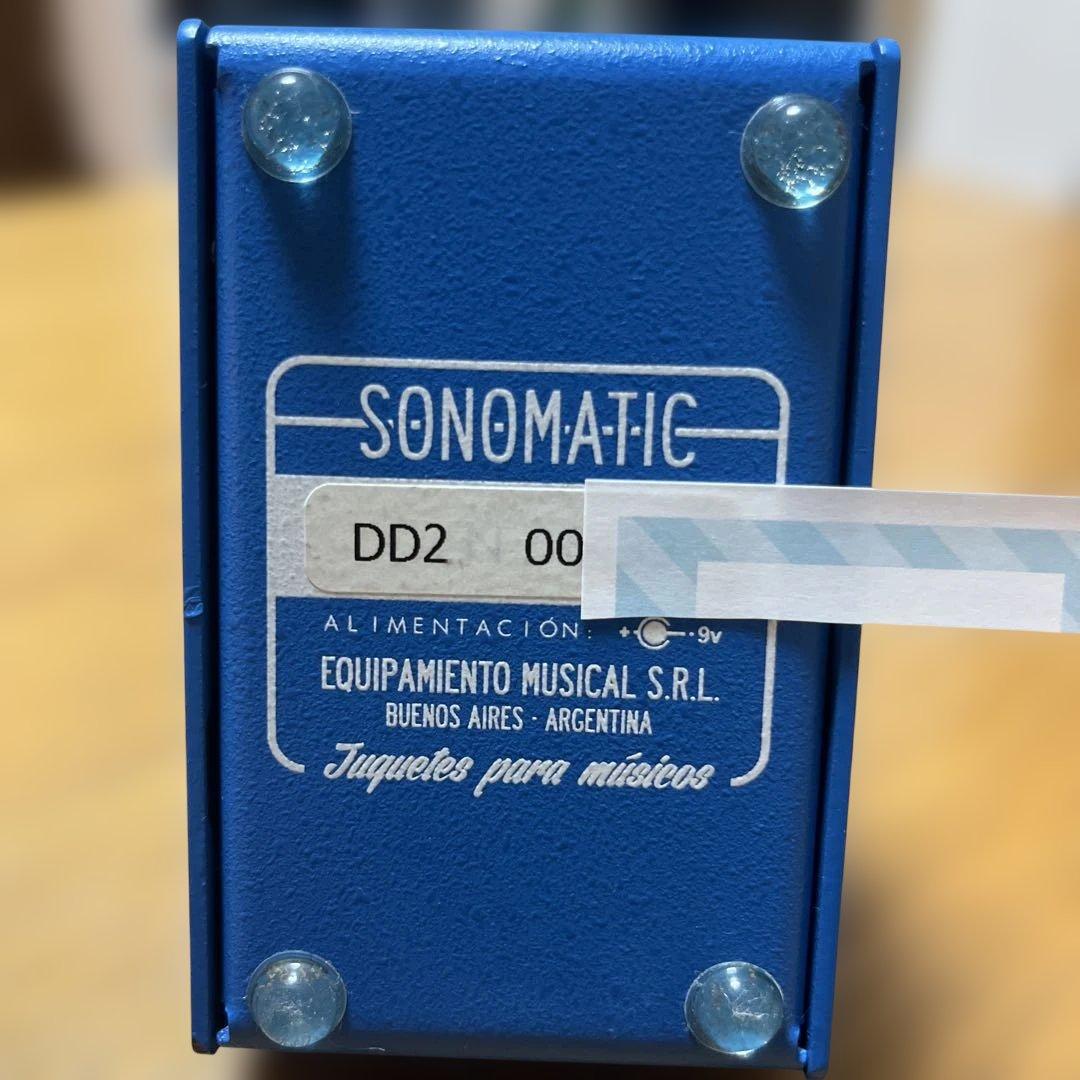 SONOMATIC
DD2 00
ALIMENTACIÓN: + - 9v
EQUIPAMIENTO MUSICAL S.R.L.
BUENOS AIRES · ARGENTINA
Juguetes para músicos